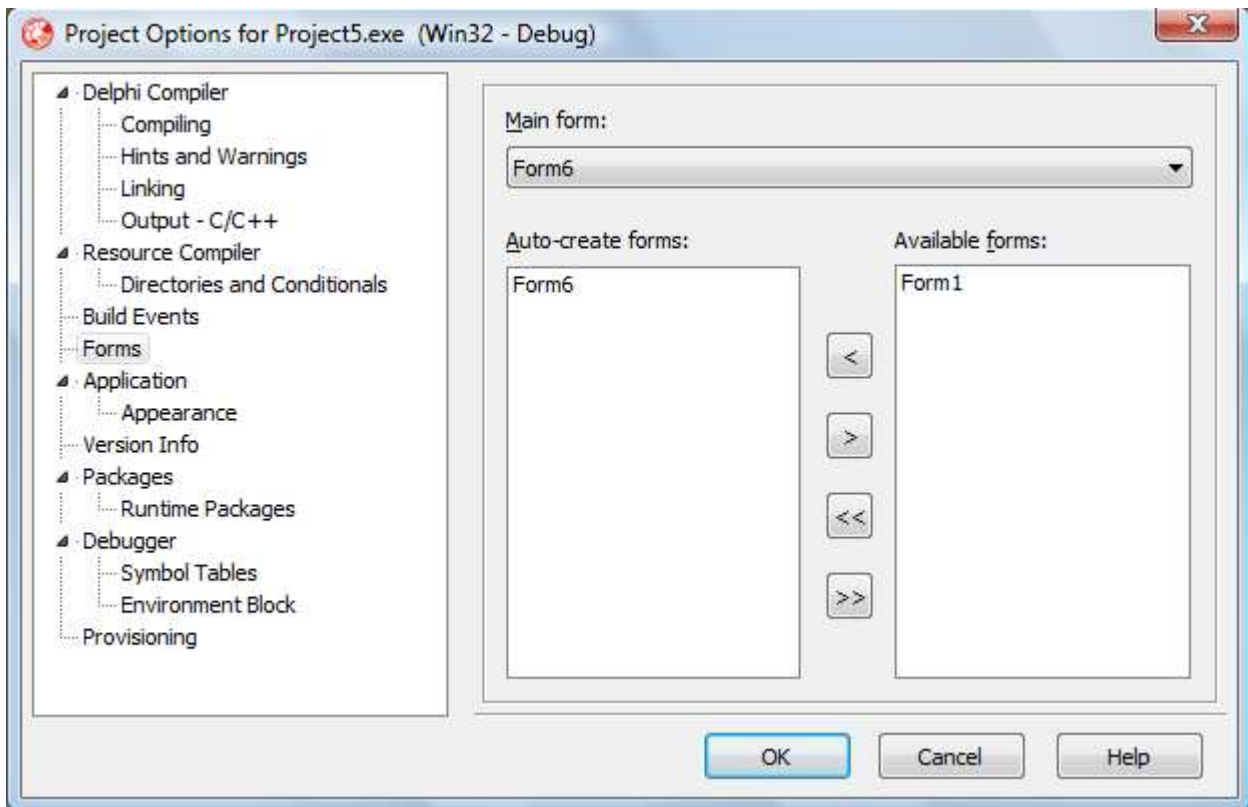 Project Options for Project5.exe (Win32 - Debug)
Delphi Compiler
Compiling
Hints and Warnings
Linking
Output - C/C++
Resource Compiler
Directories and Conditionals
Build Events
Forms
Application
Appearance
Version Info
Packages
Runtime Packages
Debugger
Symbol Tables
Environment Block
Provisioning
Main form:
Form6
Auto-create forms:
Form6
<
>
<<
>>
Available forms:
Form1
OK Cancel Help